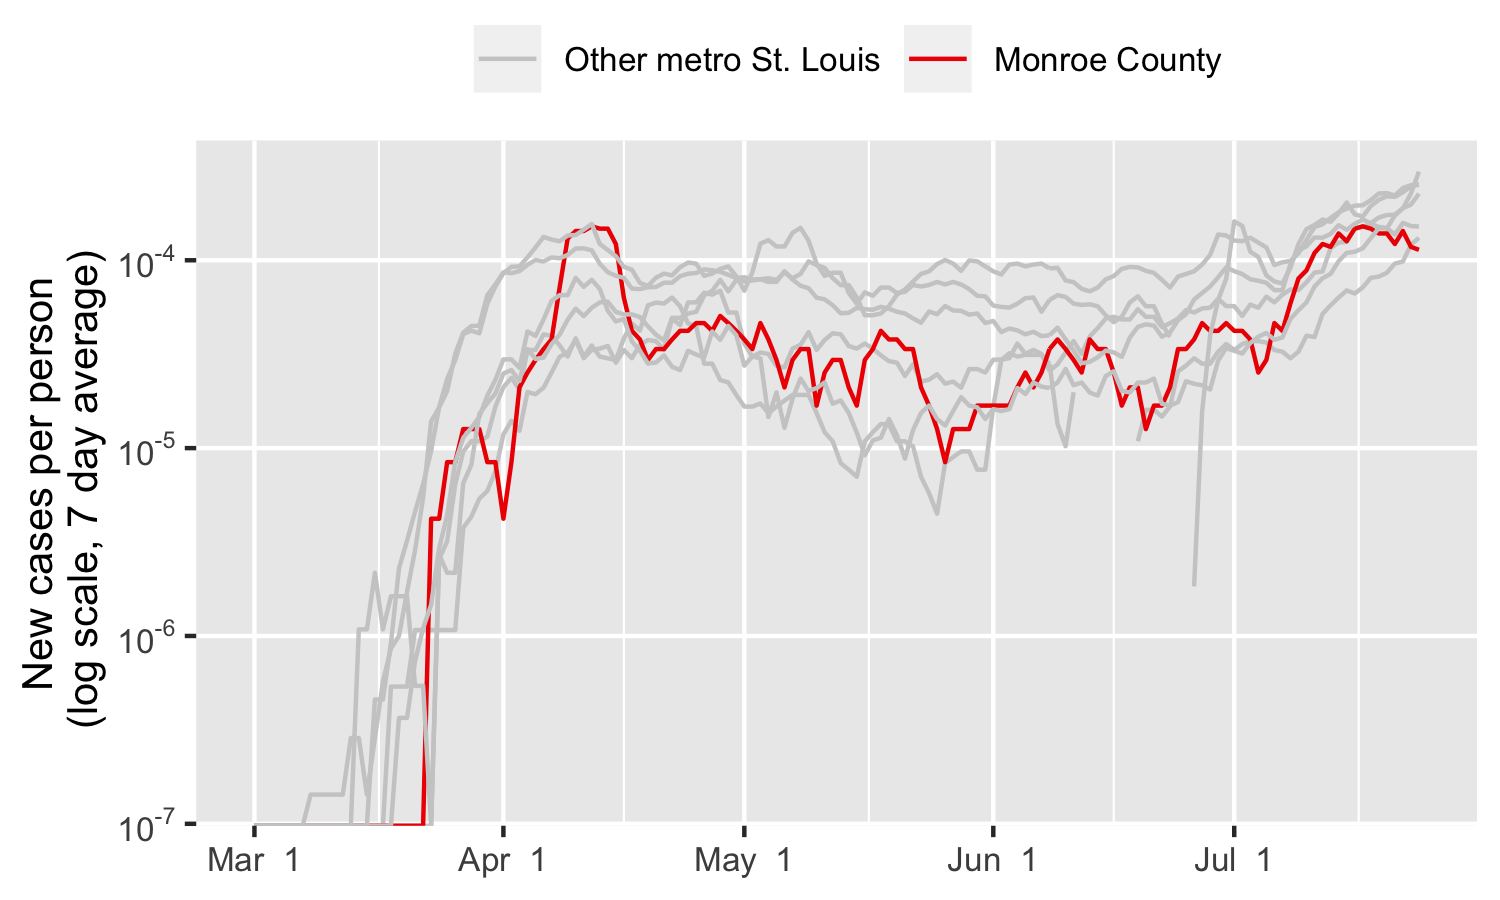 Other metro St. Louis Monroe County
New cases per person
(log scale, 7 day average)
10⁻⁴
10⁻⁵
10⁻⁶
10⁻⁷
Mar 1 Apr 1 May 1 Jun 1 Jul 1